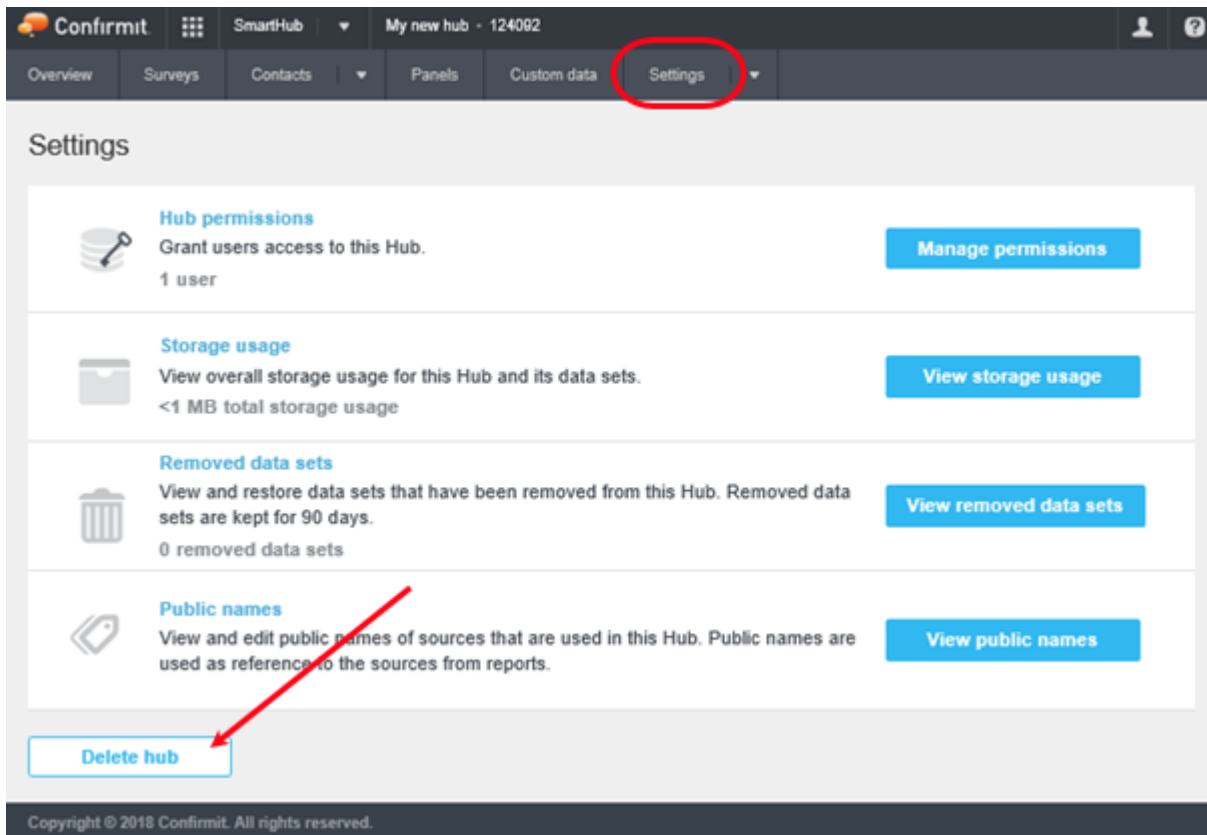 Confirmit. SmartHub My new hub - 124092
Overview Surveys Contacts Panels Custom data Settings
Settings
Hub permissions
Grant users access to this Hub.
1 user
Manage permissions
Storage usage
View overall storage usage for this Hub and its data sets.
<1 MB total storage usage
View storage usage
Removed data sets
View and restore data sets that have been removed from this Hub. Removed data
sets are kept for 90 days.
0 removed data sets
View removed data sets
Public names
View and edit public names of sources that are used in this Hub. Public names are
used as reference to the sources from reports.
View public names
Delete hub
Copyright © 2018 Confirmit. All rights reserved.